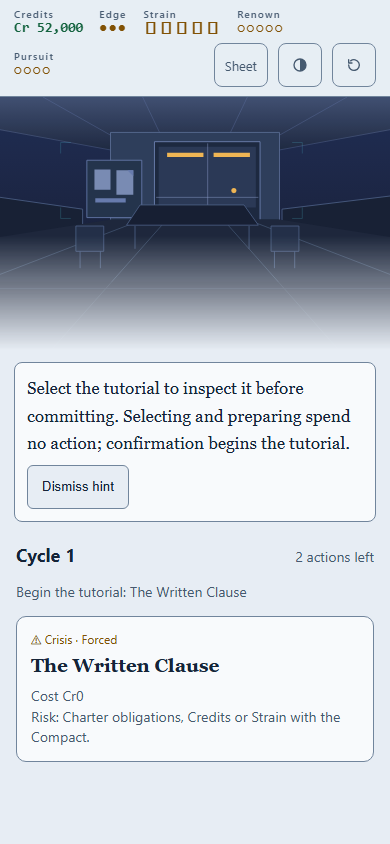 Credits Edge Strain Renown
Cr 52,000
Pursuit
Sheet
Select the tutorial to inspect it before
committing. Selecting and preparing spend
no action; confirmation begins the tutorial.
Dismiss hint
Cycle 1 2 actions left
Begin the tutorial: The Written Clause
⚠ Crisis · Forced
The Written Clause
Cost Cr0
Risk: Charter obligations, Credits or Strain with the
Compact.